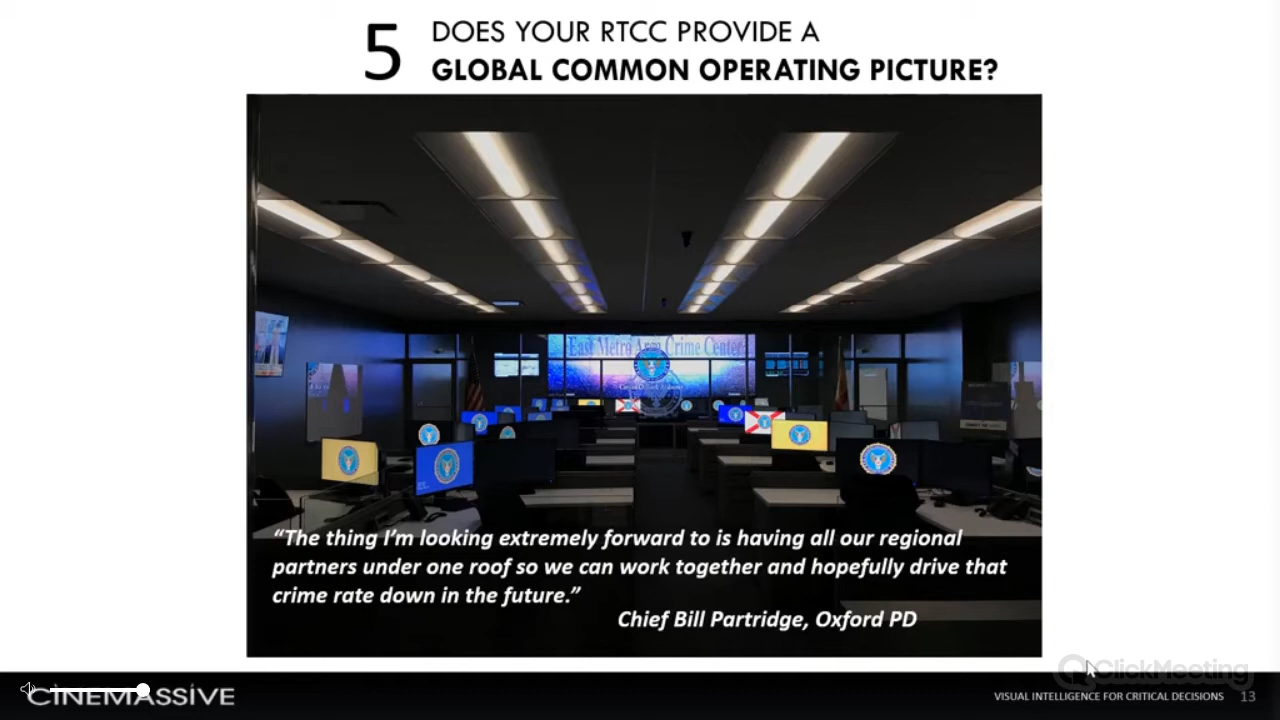 5
DOES YOUR RTCC PROVIDE A
GLOBAL COMMON OPERATING PICTURE?
East Metro Area Crime Center
“The thing I’m looking extremely forward to is having all our regional
partners under one roof so we can work together and hopefully drive that
crime rate down in the future.”
Chief Bill Partridge, Oxford PD
ClickMeeting
CINEMASSIVE
VISUAL INTELLIGENCE FOR CRITICAL DECISIONS 13